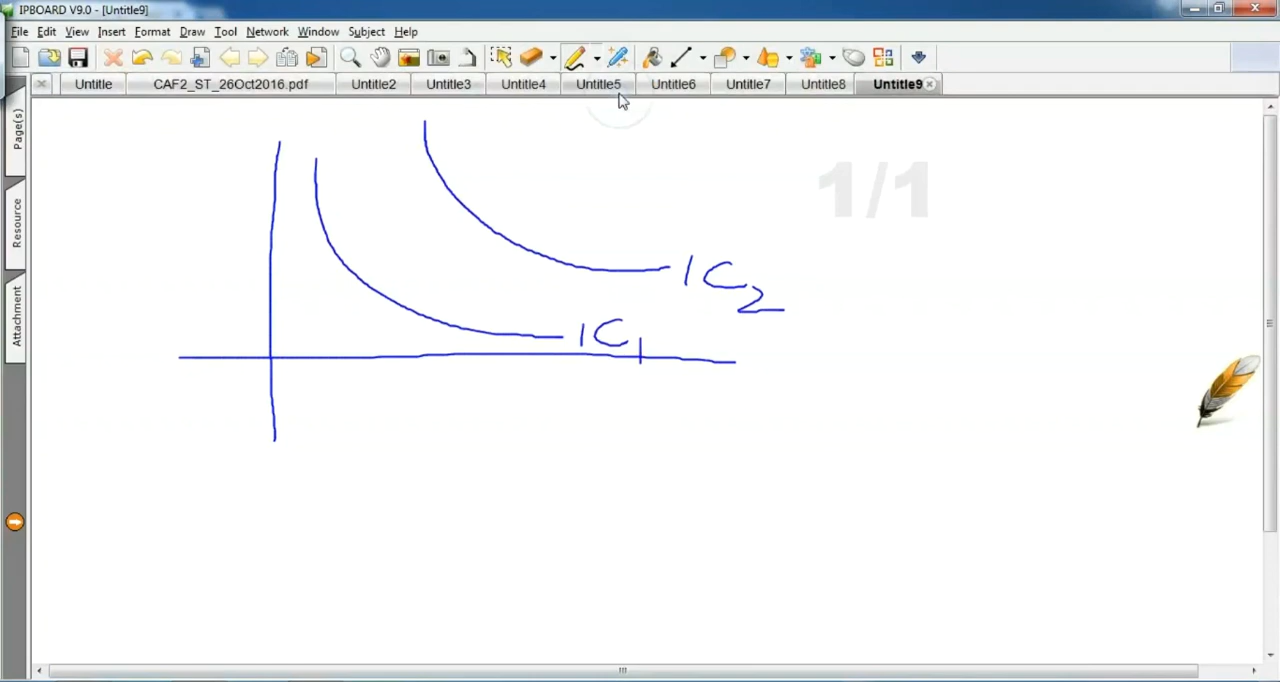 IPBOARD V9.0 - [Untitle9]
File Edit View Insert Format Draw Tool Network Window Subject Help
Untitle CAF2_ST_26Oct2016.pdf Untitle2 Untitle3 Untitle4 Untitle5 Untitle6 Untitle7 Untitle8 Untitle9
Page(s)
Resource
Attachment
1/1
IC2
IC1